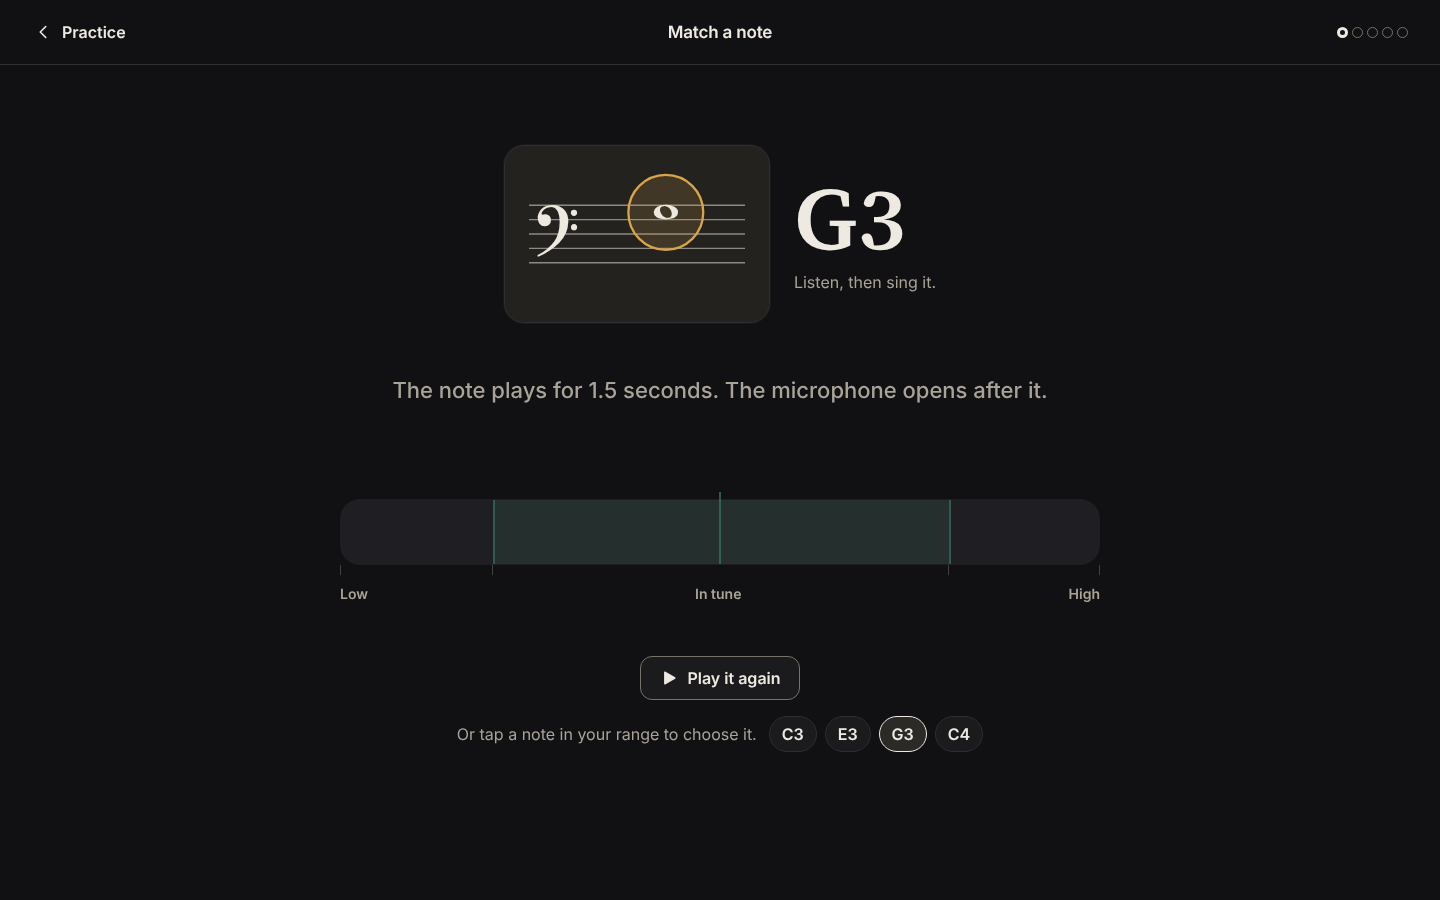 Practice
Match a note
G3
Listen, then sing it.
The note plays for 1.5 seconds. The microphone opens after it.
Low
In tune
High
Play it again
Or tap a note in your range to choose it.
C3
E3
G3
C4